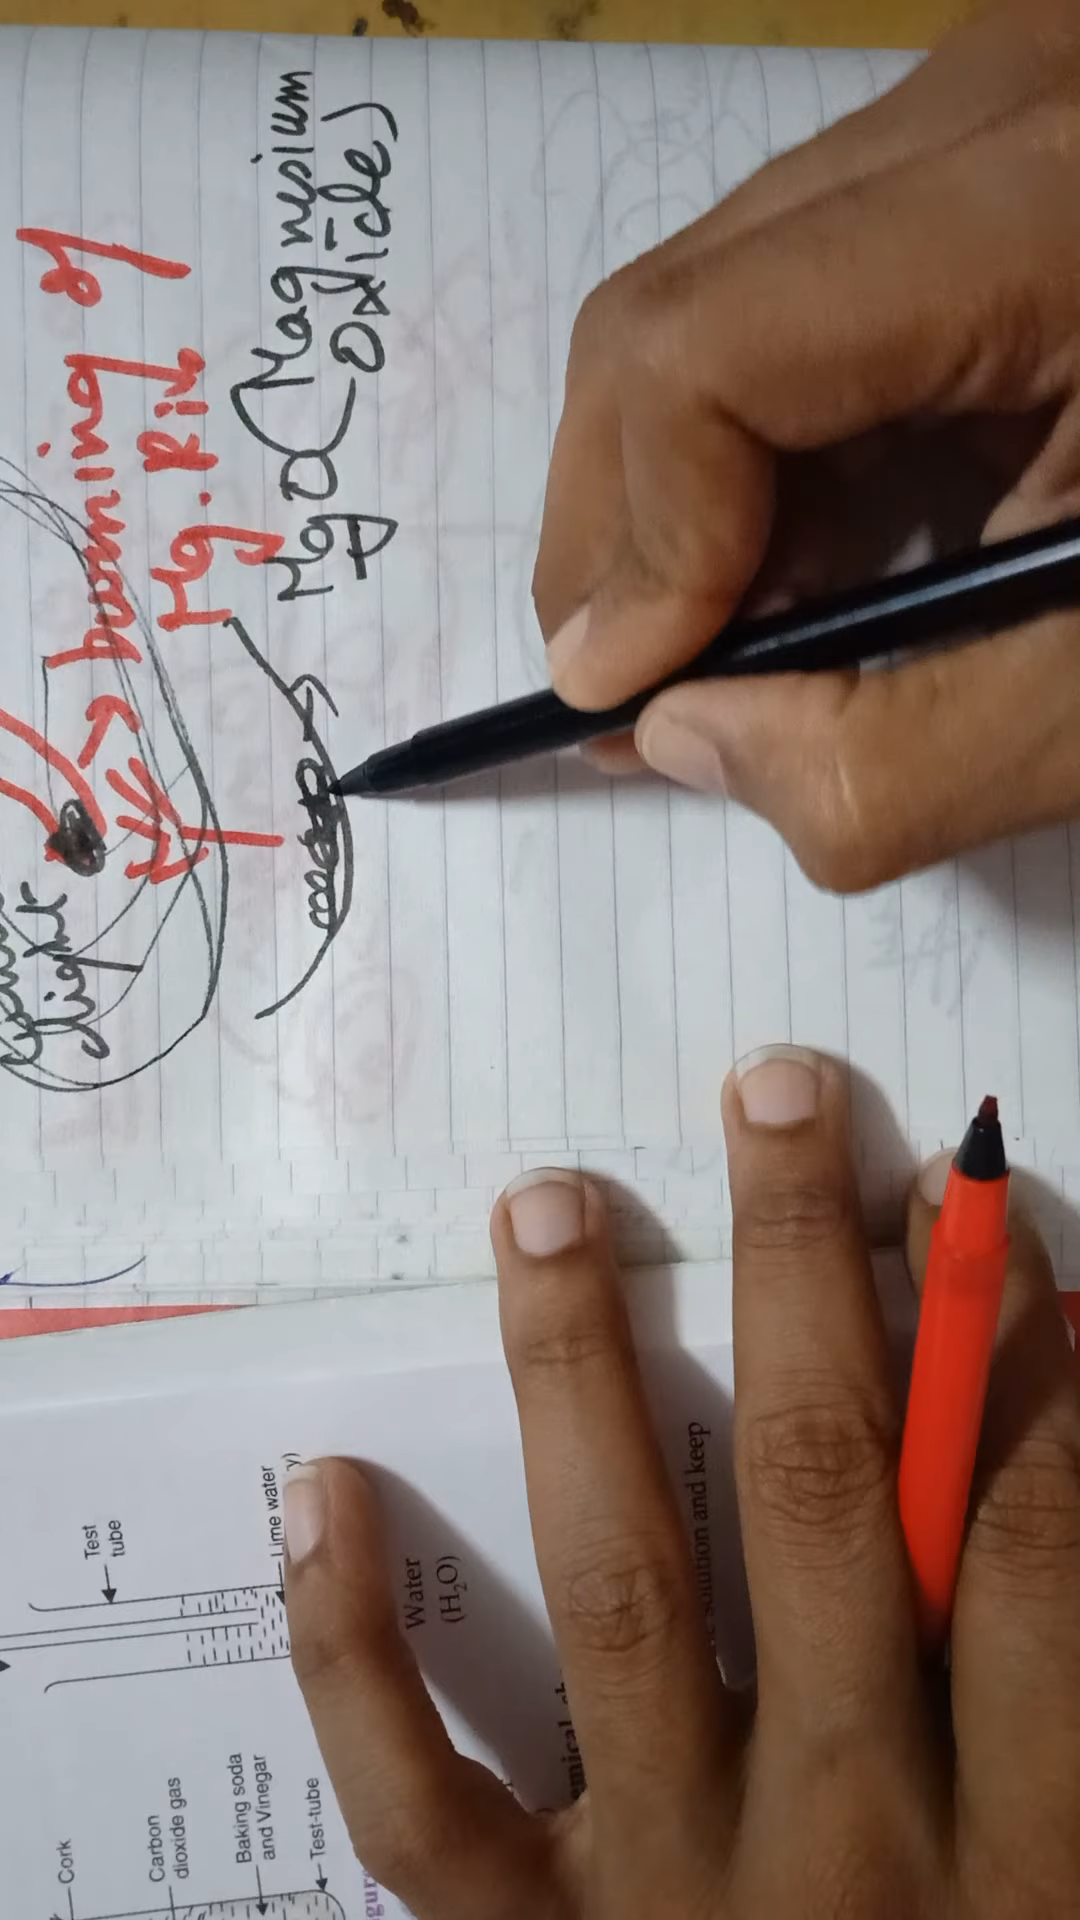 light
burning of
Mg. Rib
MgO (Magnesium
oxide)
Test
tube
Lime water
y)
Water
(H₂O)
solution and keep
Cork
Carbon
dioxide gas
Baking soda
and Vinegar
Test-tube